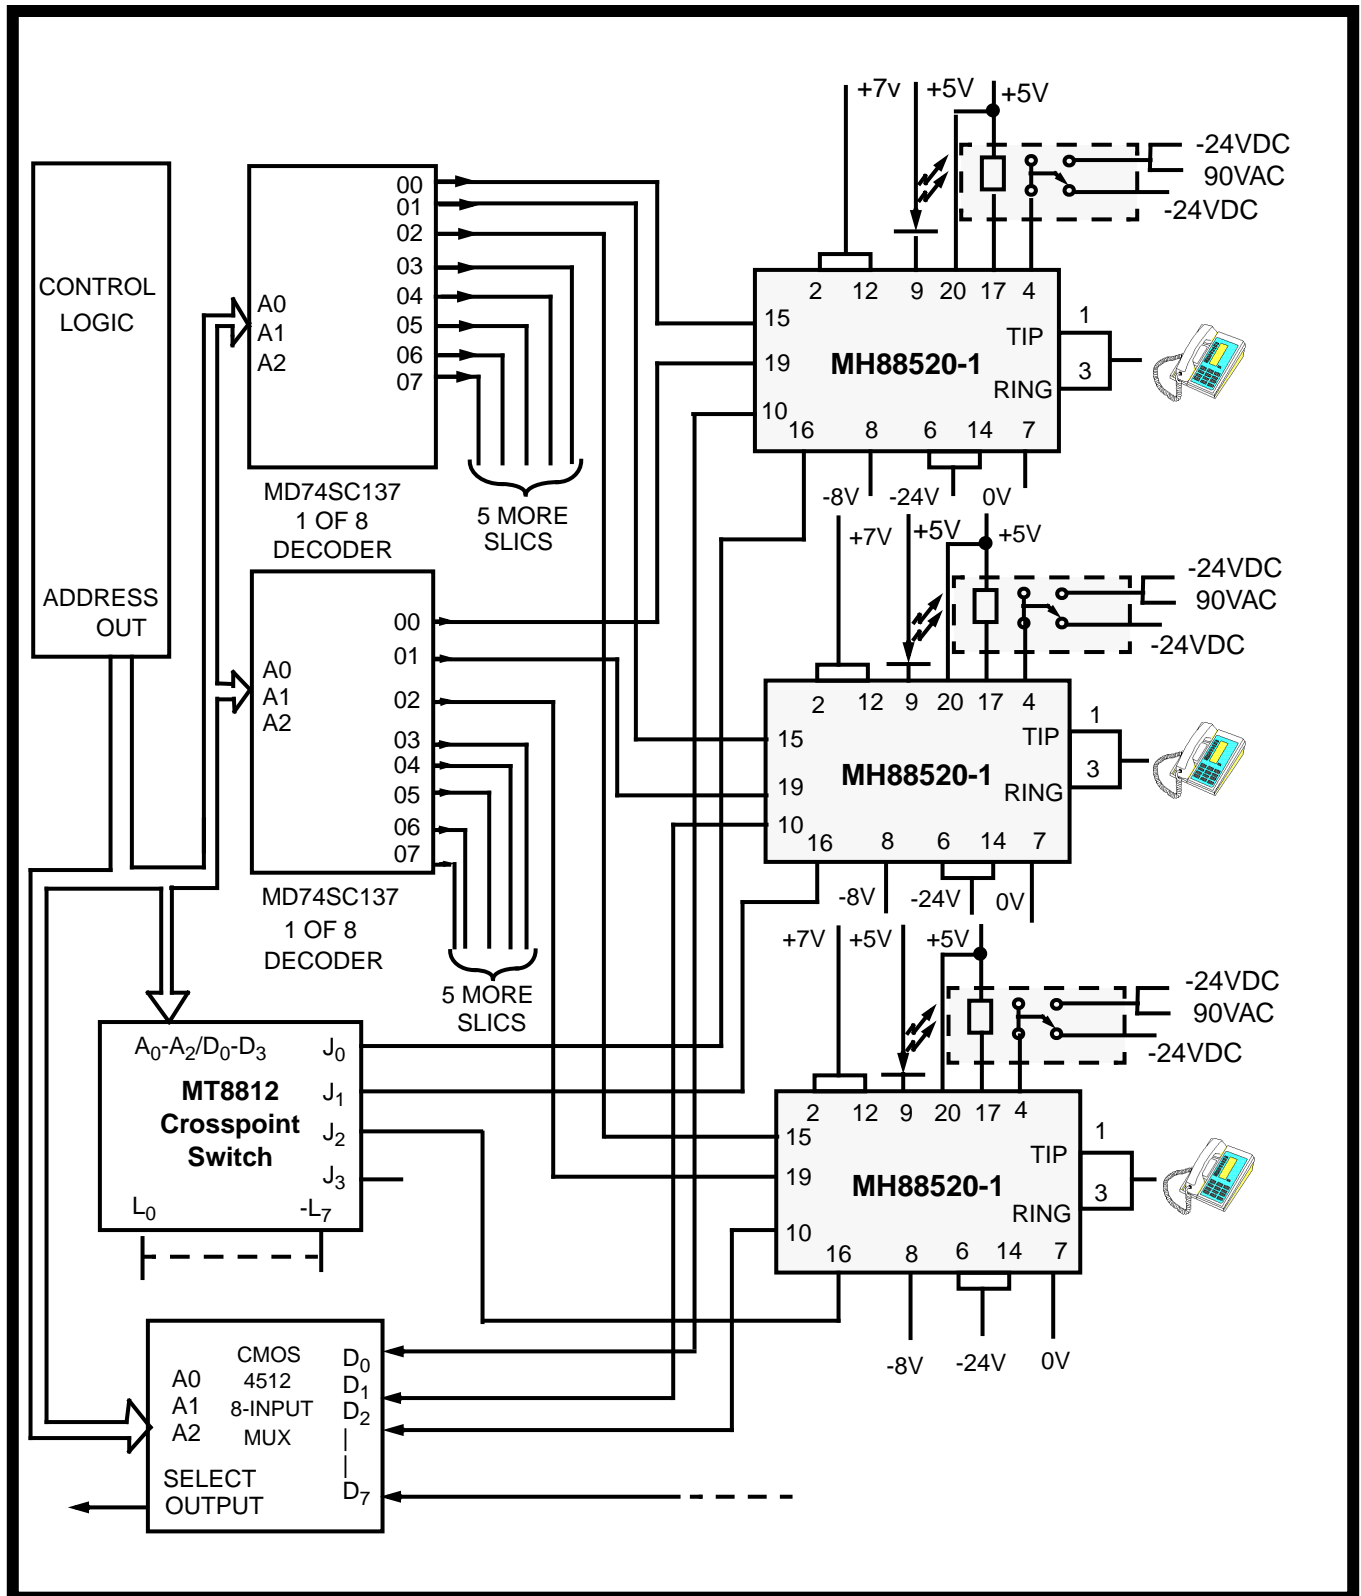 CONTROL
LOGIC
ADDRESS
OUT
A0
A1
A2
00
01
02
03
04
05
06
07
MD74SC137
1 OF 8
DECODER
5 MORE
SLICS
A0
A1
A2
00
01
02
03
04
05
06
07
MD74SC137
1 OF 8
DECODER
5 MORE
SLICS
A0-A2/D0-D3
MT8812
Crosspoint
Switch
J0
J1
J2
J3
L0
-L7
CMOS
4512
8-INPUT
MUX
A0
A1
A2
SELECT
OUTPUT
D0
D1
D2
|
|
D7
+7v
+5V
+5V
-24VDC
90VAC
-24VDC
2
12
9
20
17
4
15
19
10
MH88520-1
TIP
RING
1
3
16
8
6
14
7
-8V
-24V
0V
+7V
+5V
+5V
-24VDC
90VAC
-24VDC
2
12
9
20
17
4
15
19
10
MH88520-1
TIP
RING
1
3
16
8
6
14
7
-8V
-24V
0V
+7V
+5V
+5V
-24VDC
90VAC
-24VDC
2
12
9
20
17
4
15
19
10
MH88520-1
TIP
RING
1
3
16
8
6
14
7
-8V
-24V
0V